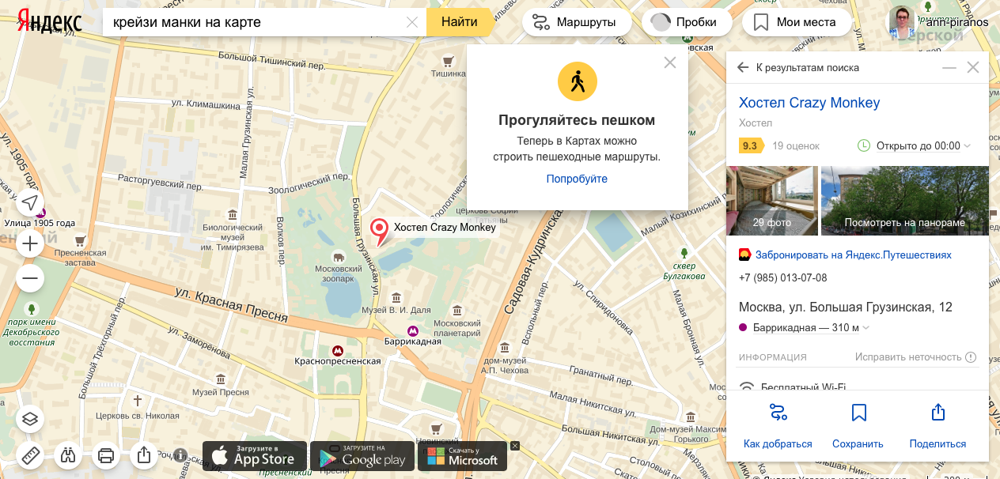 Яндекс
крейзи манки на карте
Найти
Маршруты
Пробки
Мои места
ann-piranos
Большой Тишинский пер.
Тишинка
ул. Климашкина
Малая Грузинская ул.
ул. 1905 года
Расторгуевский пер.
Зоологический пер.
Волков пер.
Большая Грузинская ул.
Улица 1905 года
Биологический
музей
им. Тимирязева
Пресненская
застава
Хостел Crazy Monkey
Московский
зоопарк
ул. Красная Пресня
Музей В. И. Даля
Московский
планетарий
Баррикадная
Краснопресненская
парк имени
Декабрьского
восстания
Большой Трёхгорный пер.
ул. Заморёнова
Музей Пресня
Церковь св. Николая
Садовая-Кудринская
Вспольный пер.
дом-музей
А.П. Чехова
ул. Спиридоновка
Малый Козихинский
сквер
Булгакова
Малая Бронная ул.
Гранатный пер.
Малая Никитская ул.
Большая Никитская ул.
Дом-музей Максим
Горького
Прогуляйтесь пешком
Теперь в Картах можно
строить пешеходные маршруты.
Попробуйте
К результатам поиска
Хостел Crazy Monkey
Хостел
9.3
19 оценок
Открыто до 00:00
29 фото
Посмотреть на панораме
Забронировать на Яндекс.Путешествиях
+7 (985) 013-07-08
Москва, ул. Большая Грузинская, 12
Баррикадная — 310 м
ИНФОРМАЦИЯ
Исправить неточность
Бесплатный Wi-Fi
Как добраться
Сохранить
Поделиться
Загрузите в
App Store
ЗАГРУЗИТЕ НА
Google play
Скачать у
Microsoft